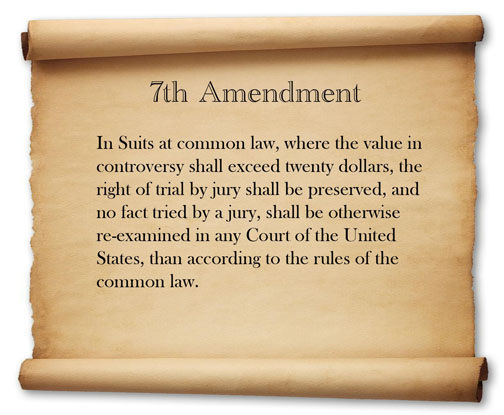 7th Amendment
In Suits at common law, where the value in
controversy shall exceed twenty dollars, the
right of trial by jury shall be preserved, and
no fact tried by a jury, shall be otherwise
re-examined in any Court of the United
States, than according to the rules of the
common law.